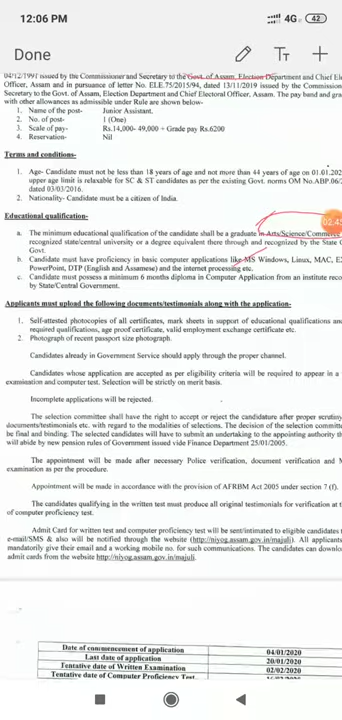 12:06 PM
4G 42
Done
Tт
04/12/1997 issued by the Commissioner and Secretary to the Govt. of Assam, Election Department and Chief
Officer, Assam and in pursuance of letter No. ELE.75/2015/94, dated 13/11/2019 issued by the Commission
Secretary to the Govt. of Assam, Election Department and Chief Electoral Officer, Assam. The pay band and gra
with other allowances as admissible under Rule are shown below-
1. Name of the post- Junior Assistant.
2. No. of post- 1 (One)
3. Scale of pay- Rs.14,000- 49,000 + Grade pay Rs.6200
4. Reservation- Nil
Terms and conditions-
1. Age- Candidate must not be less than 18 years of age and not more than 44 years of age on 01.01.202
upper age limit is relaxable for SC & ST candidates as per the existing Govt. norms OM No.ABP.06/
dated 03/03/2016.
2. Nationality- Candidate must be a citizen of India.
02:45
Educational qualification-
a. The minimum educational qualification of the candidate shall be a graduate in Arts/Science/Commerce
recognized state/central university or a degree equivalent there through and recognized by the State
Govt.
b. Candidate must have proficiency in basic computer applications like MS Windows, Linux, MAC,
PowerPoint, DTP (English and Assamese) and the internet processing etc.
c. Candidate must possess a minimum 6 months diploma in Computer Application from an institute reco
by State/Central Government.
Applicants must upload the following documents/testimonials along with the application-
1. Self-attested photocopies of all certificates, mark sheets in support of educational qualifications and
required qualifications, age proof certificate, valid employment exchange certificate etc.
2. Photograph of recent passport size photograph.
Candidates already in Government Service should apply through the proper channel.
Candidates whose application are accepted as per eligibility criteria will be required to appear in a
examination and computer test. Selection will be strictly on merit basis.
Incomplete applications will be rejected.
The selection committee shall have the right to accept or reject the candidature after proper scrutiny
documents/testimonials etc. with regard to the modalities of selections. The decision of the selection committ
be final and binding. The selected candidates will have to submit an undertaking to the appointing authority th
will abide by new pension rules of Government issued vide Finance Department 25/01/2005.
The appointment will be made after necessary Police verification, document verification and
examination as per the procedure.
Appointment will be made in accordance with the provision of AFRBM Act 2005 under section 7 (f).
The candidates qualifying in the written test must produce all original testimonials for verification at t
of computer proficiency test.
Admit Card for written test and computer proficiency test will be sent/intimated to eligible candidates t
e-mail/SMS & also will be notified through the website (http://niyog.assam.gov.in/majuli). All applicants
mandatorily give their email and a working mobile no. for such communications. The candidates can downlo
admit cards from the website http://niyog.assam.gov.in/majuli.
Date of commencement of application 04/01/2020
Last date of application 20/01/2020
Tentative date of Written Examination 02/02/2020
Tentative date of Computer Proficiency Test